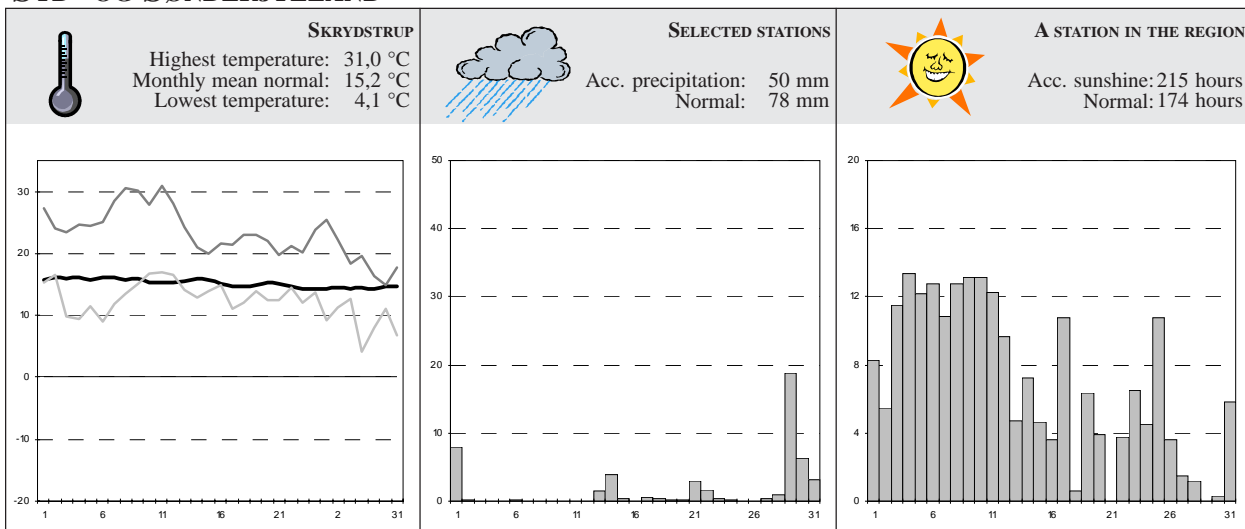 SKRYDSTRUP
Highest temperature: 31,0 °C
Monthly mean normal: 15,2 °C
Lowest temperature: 4,1 °C
SELECTED STATIONS
Acc. precipitation: 50 mm
Normal: 78 mm
A STATION IN THE REGION
Acc. sunshine: 215 hours
Normal: 174 hours
30
20
10
0
-10
-20
1 6 11 16 21 2 31
50
40
30
20
10
0
1 6 11 16 21 26 31
20
16
12
8
4
0
1 6 11 16 21 26 31